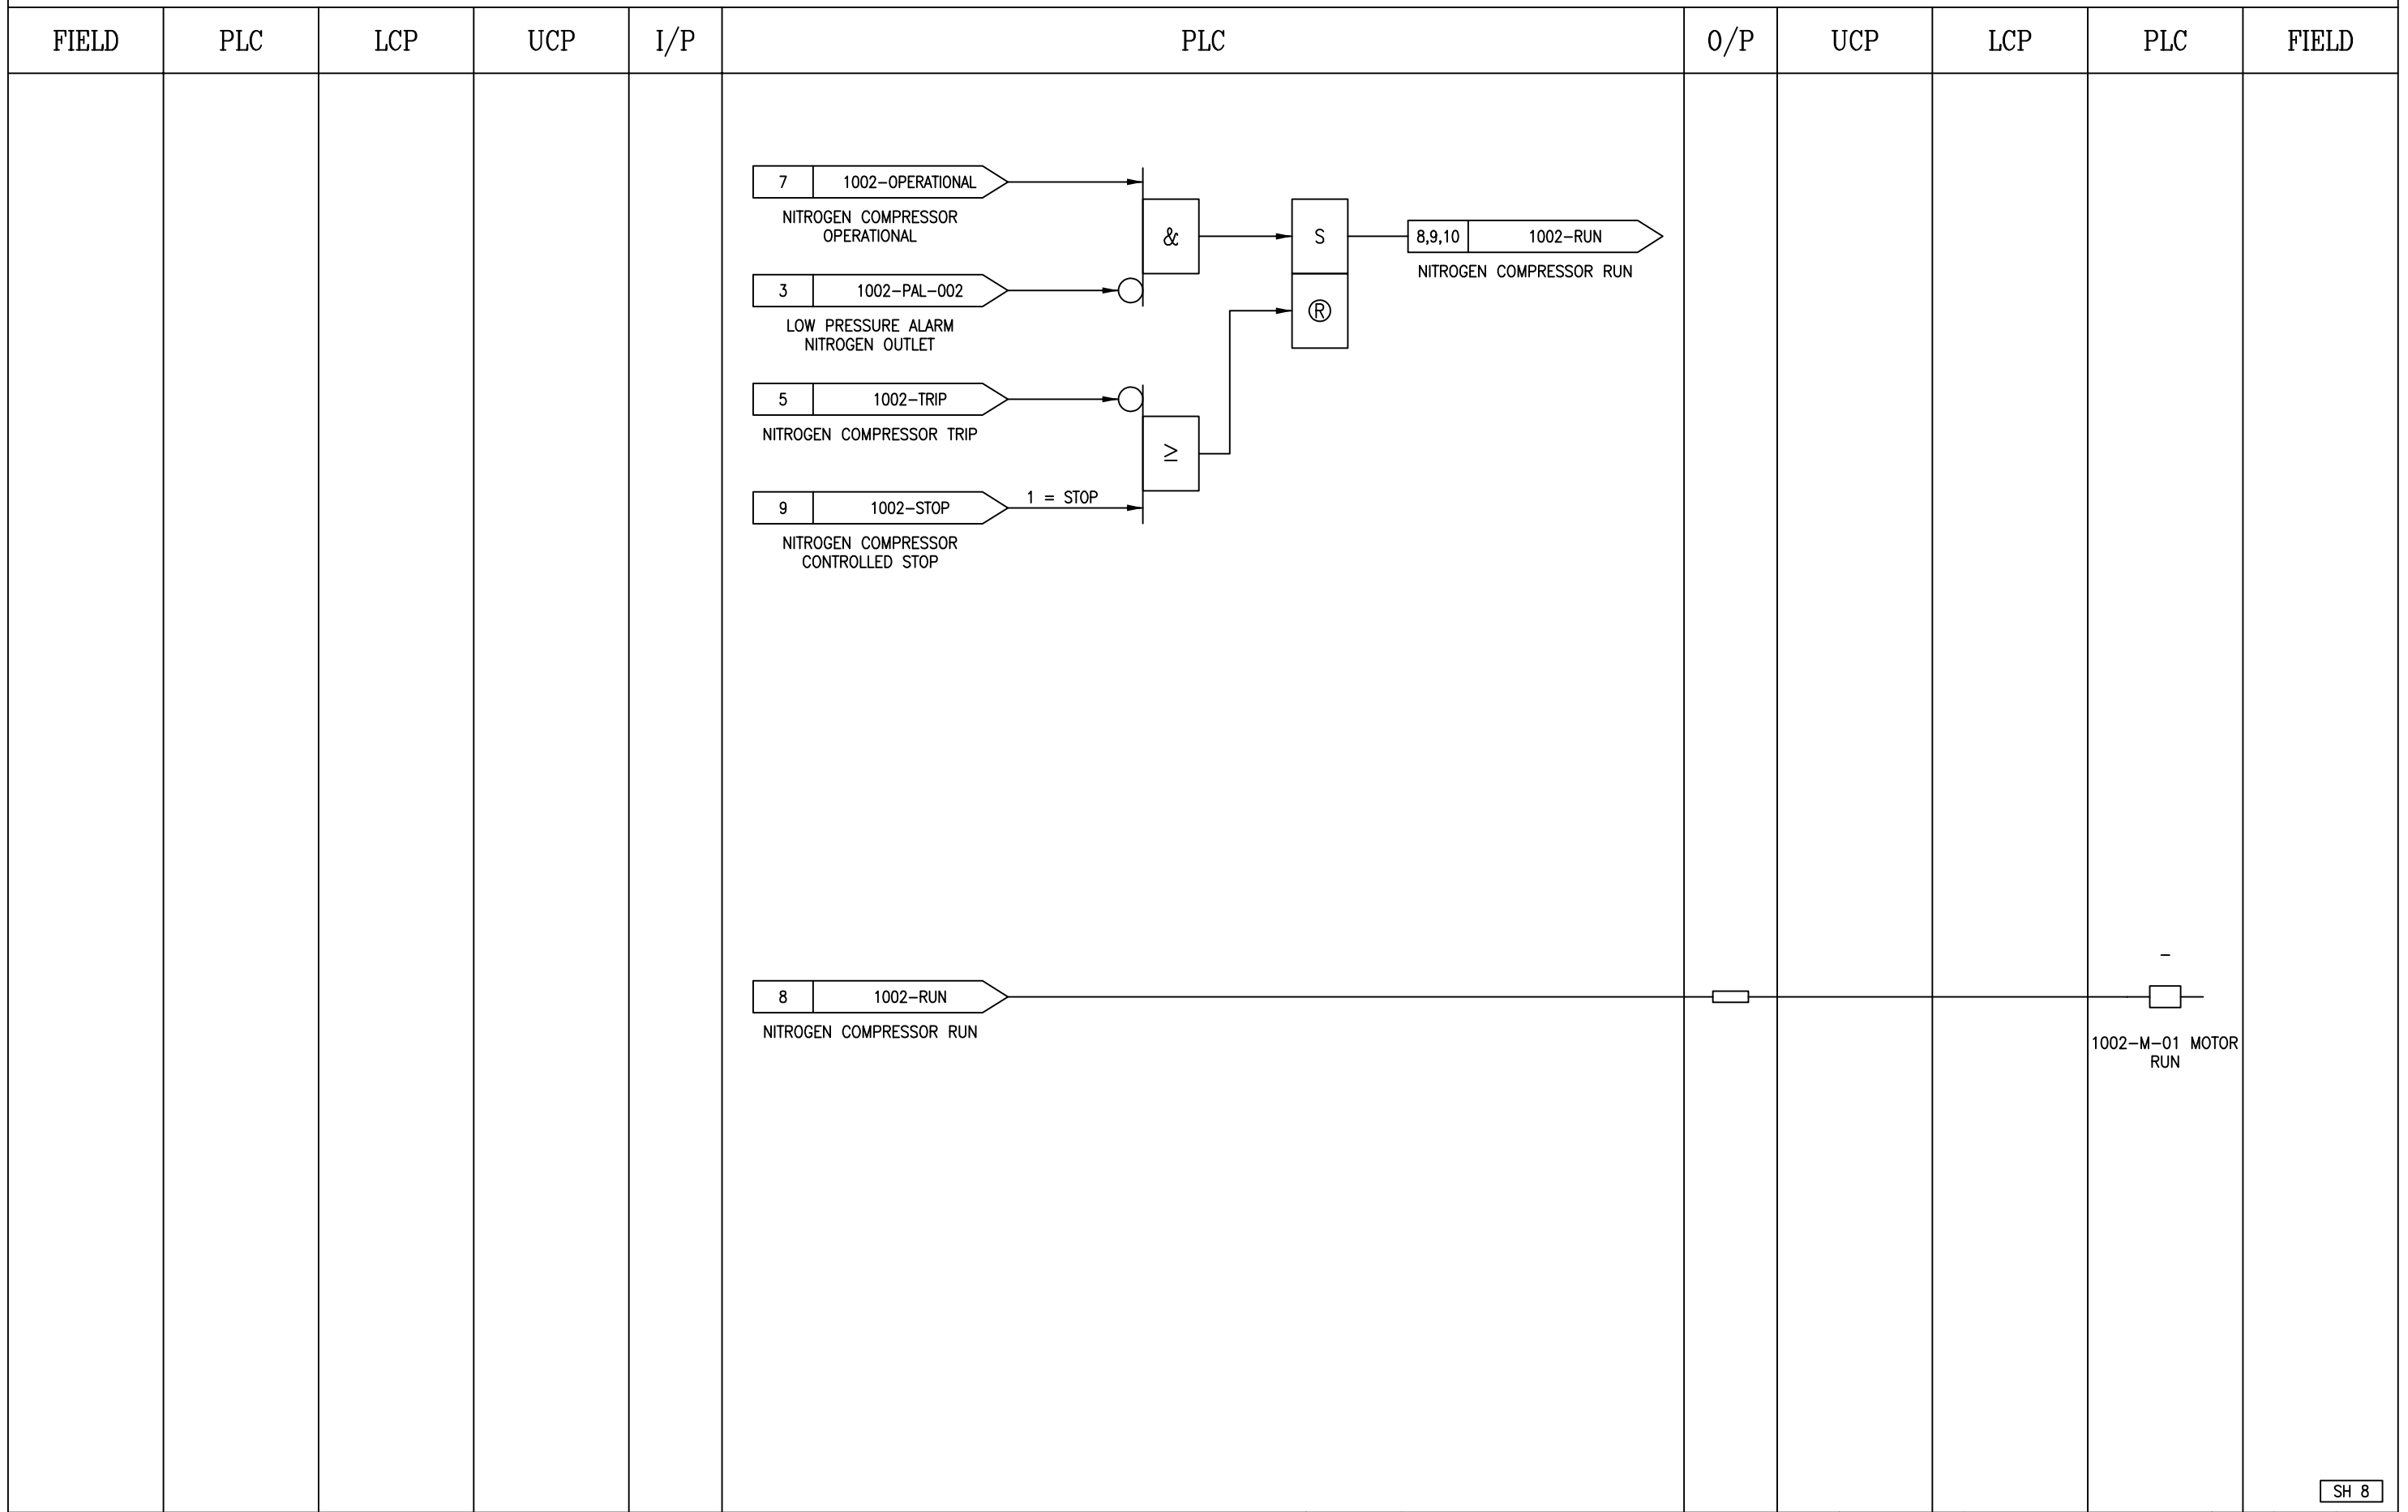 FIELD PLC LCP UCP I/P PLC O/P UCP LCP PLC FIELD
7 1002-OPERATIONAL
NITROGEN COMPRESSOR
OPERATIONAL
&
S
8,9,10 1002-RUN
NITROGEN COMPRESSOR RUN
3 1002-PAL-002
LOW PRESSURE ALARM
NITROGEN OUTLET
R
5 1002-TRIP
NITROGEN COMPRESSOR TRIP
≥
9 1002-STOP
1 = STOP
NITROGEN COMPRESSOR
CONTROLLED STOP
-
8 1002-RUN
NITROGEN COMPRESSOR RUN
1002-M-01 MOTOR
RUN
SH 8